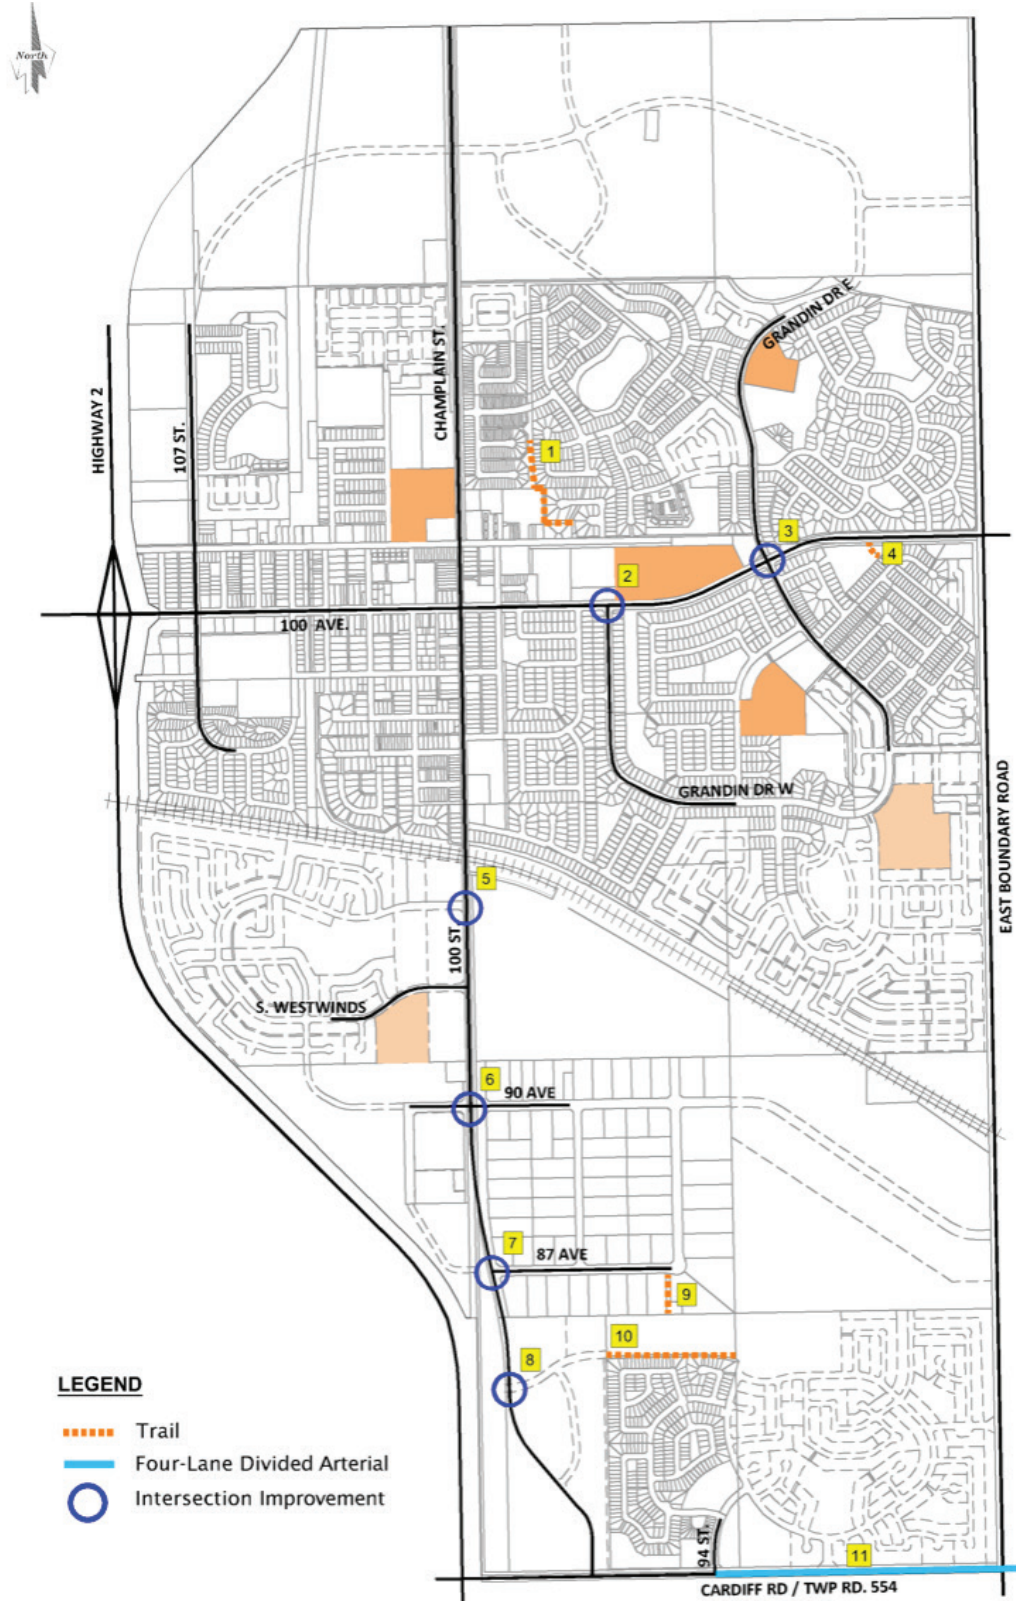 North
GRANDIN DR E
CHAMPLAIN ST.
HIGHWAY 2
107 ST.
1
3
4
2
100 AVE.
GRANDIN DR W
EAST BOUNDARY ROAD
5
100 ST
S. WESTWINDS
6
90 AVE
7
87 AVE
9
10
8
LEGEND
Trail
Four-Lane Divided Arterial
Intersection Improvement
94 ST.
11
CARDIFF RD / TWP RD. 554